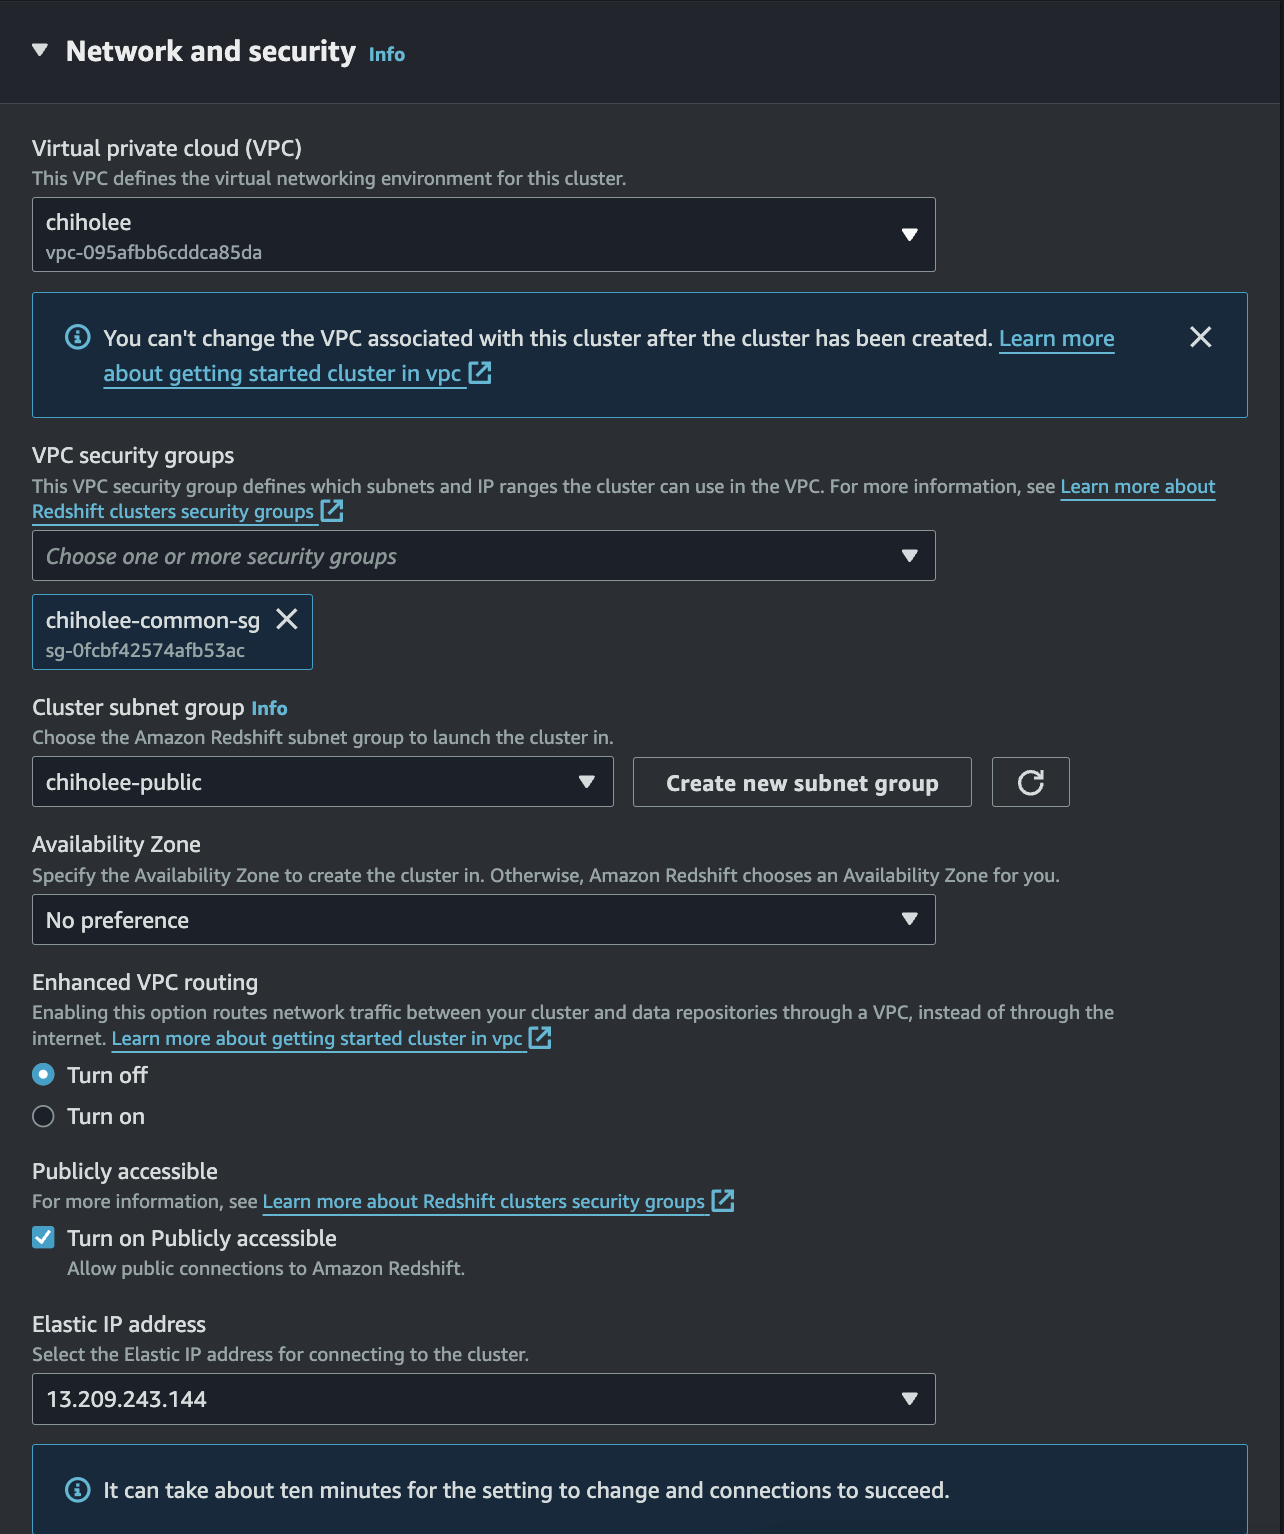 Network and security Info
Virtual private cloud (VPC)
This VPC defines the virtual networking environment for this cluster.
chiholee
vpc-095afbb6cddca85da
You can't change the VPC associated with this cluster after the cluster has been created. Learn more
about getting started cluster in vpc
VPC security groups
This VPC security group defines which subnets and IP ranges the cluster can use in the VPC. For more information, see Learn more about
Redshift clusters security groups
Choose one or more security groups
chiholee-common-sg
sg-0fcbf42574afb53ac
Cluster subnet group Info
Choose the Amazon Redshift subnet group to launch the cluster in.
chiholee-public
Create new subnet group
Availability Zone
Specify the Availability Zone to create the cluster in. Otherwise, Amazon Redshift chooses an Availability Zone for you.
No preference
Enhanced VPC routing
Enabling this option routes network traffic between your cluster and data repositories through a VPC, instead of through the
internet. Learn more about getting started cluster in vpc
Turn off
Turn on
Publicly accessible
For more information, see Learn more about Redshift clusters security groups
Turn on Publicly accessible
Allow public connections to Amazon Redshift.
Elastic IP address
Select the Elastic IP address for connecting to the cluster.
13.209.243.144
It can take about ten minutes for the setting to change and connections to succeed.